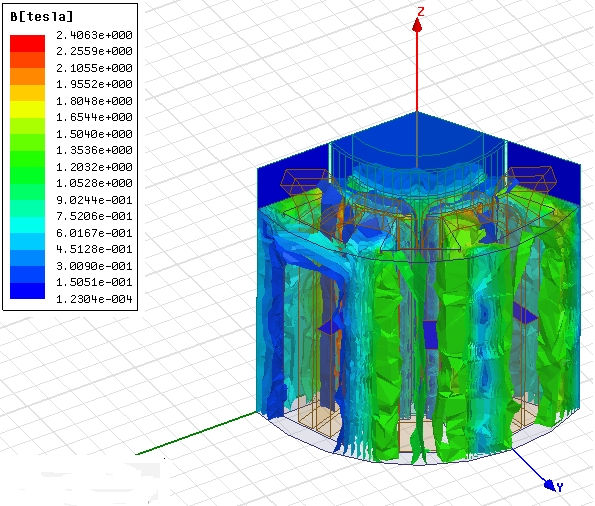 B[tesla]
2.4063e+000
2.2559e+000
2.1055e+000
1.9552e+000
1.8048e+000
1.6544e+000
1.5040e+000
1.3536e+000
1.2032e+000
1.0528e+000
9.0244e-001
7.5206e-001
6.0167e-001
4.5128e-001
3.0090e-001
1.5051e-001
1.2304e-004
Z
Y